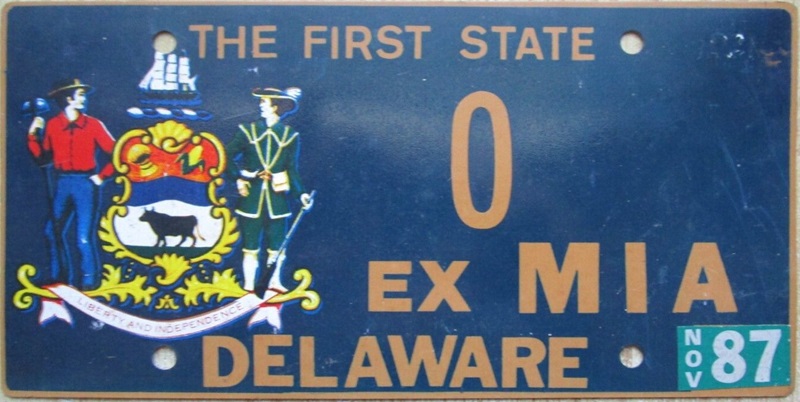 THE FIRST STATE
0
EX MIA
LIBERTY AND INDEPENDENCE
DELAWARE
NOV 87